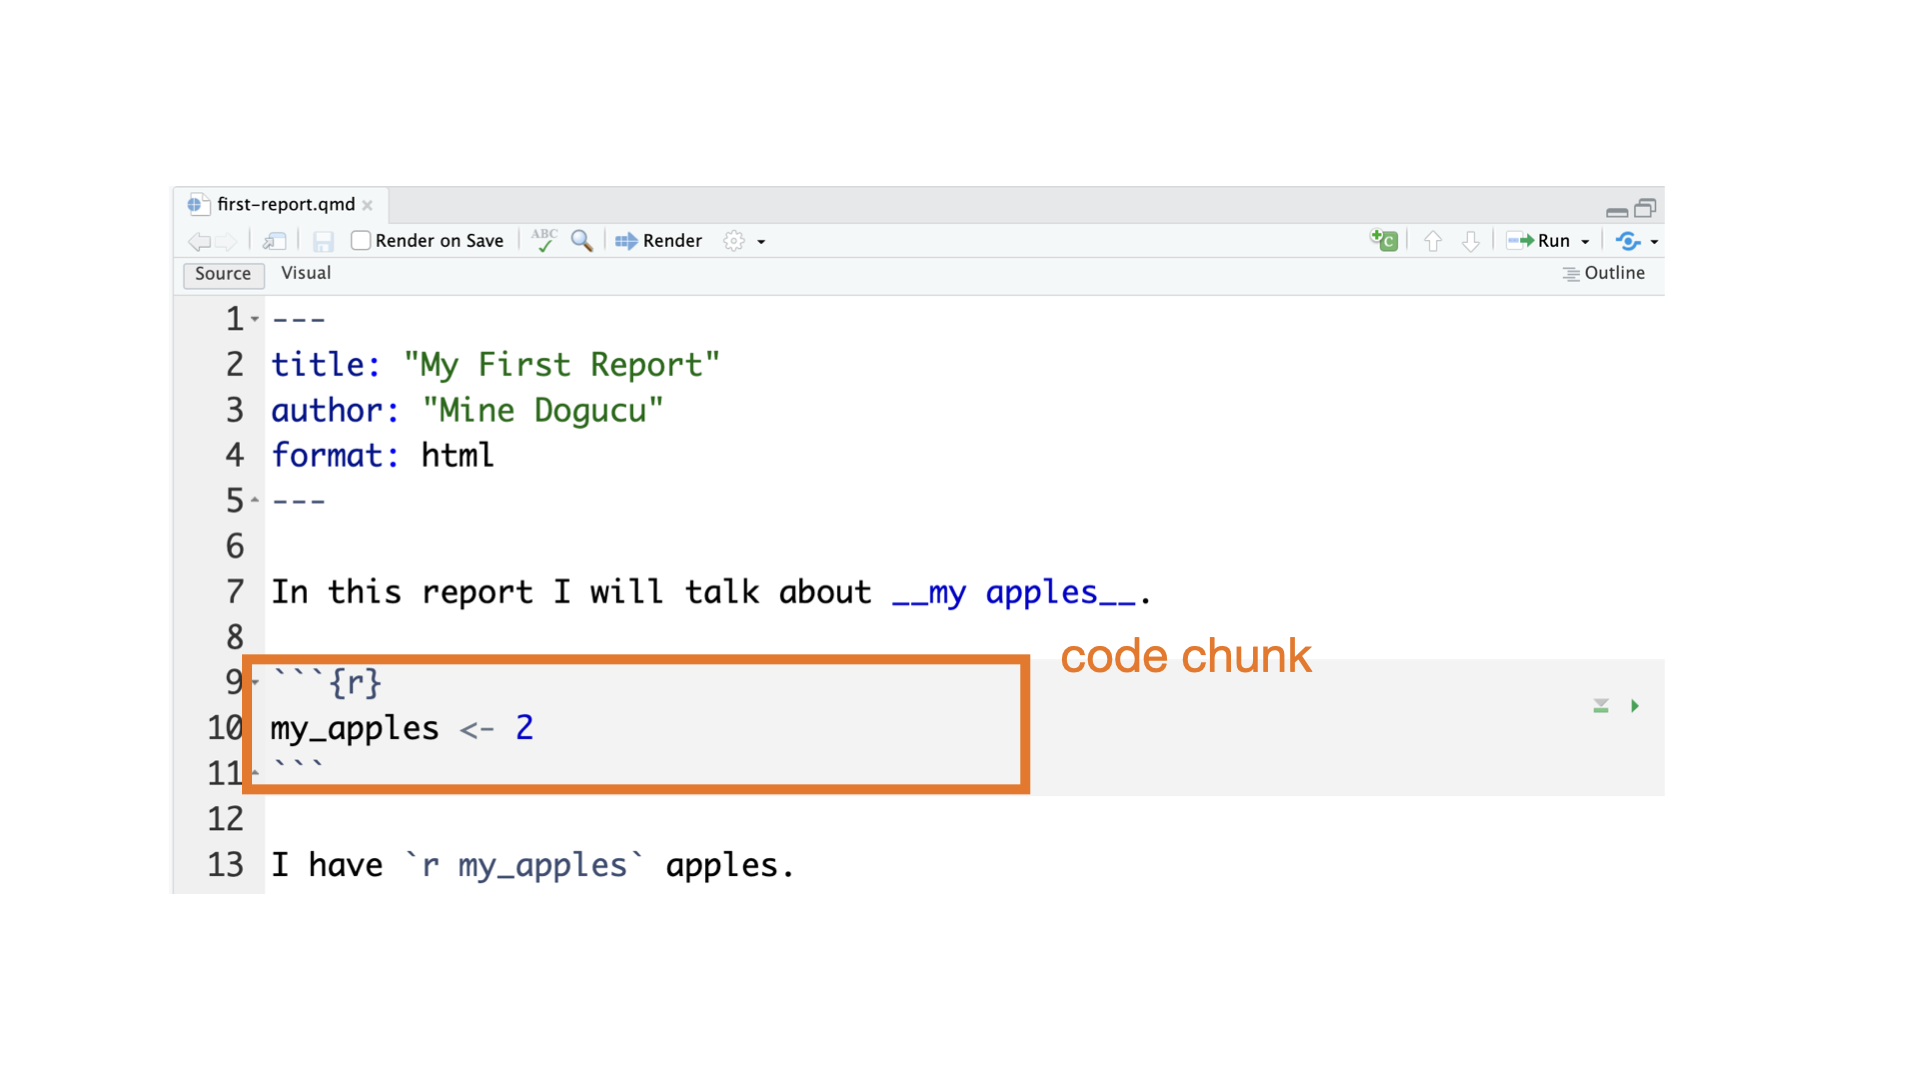 first-report.qmd
Render on Save ABC Render C Run
Source Visual Outline
1 ---
2 title: "My First Report"
3 author: "Mine Dogucu"
4 format: html
5 ---
6
7 In this report I will talk about __my apples__.
8
code chunk
9 ```{r}
10 my_apples <- 2
11 ```
12
13 I have `r my_apples` apples.